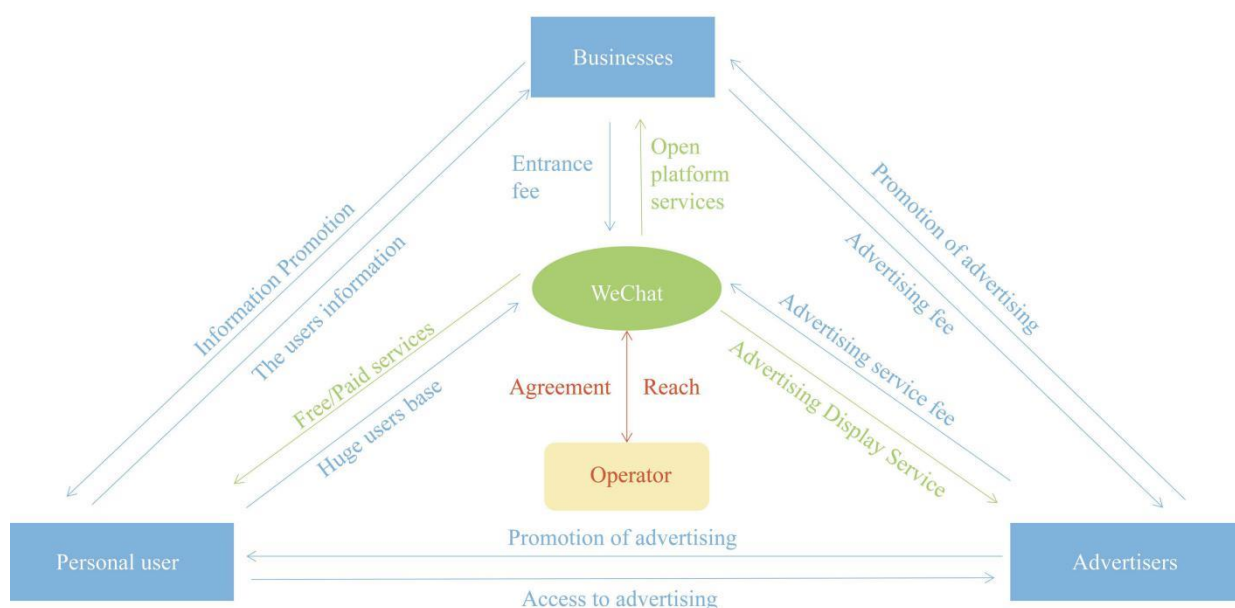 Businesses
Entrance
fee
Open
platform
services
Information Promotion
The users information
Promotion of advertising
Advertising fee
WeChat
Free/Paid services
Huge users base
Advertising service fee
Advertising Display Service
Agreement
Reach
Operator
Personal user
Promotion of advertising
Access to advertising
Advertisers